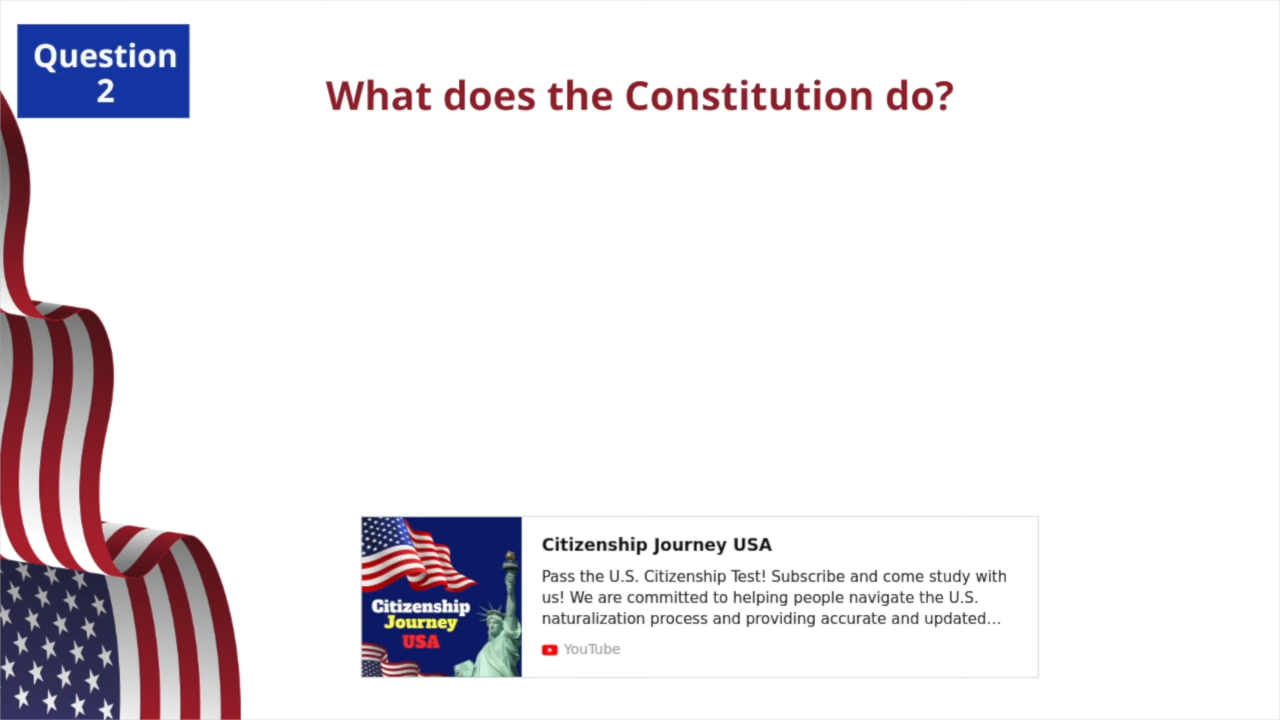 Question
2
What does the Constitution do?
Citizenship
Journey
USA
Citizenship Journey USA
Pass the U.S. Citizenship Test! Subscribe and come study with
us! We are committed to helping people navigate the U.S.
naturalization process and providing accurate and updated...
YouTube